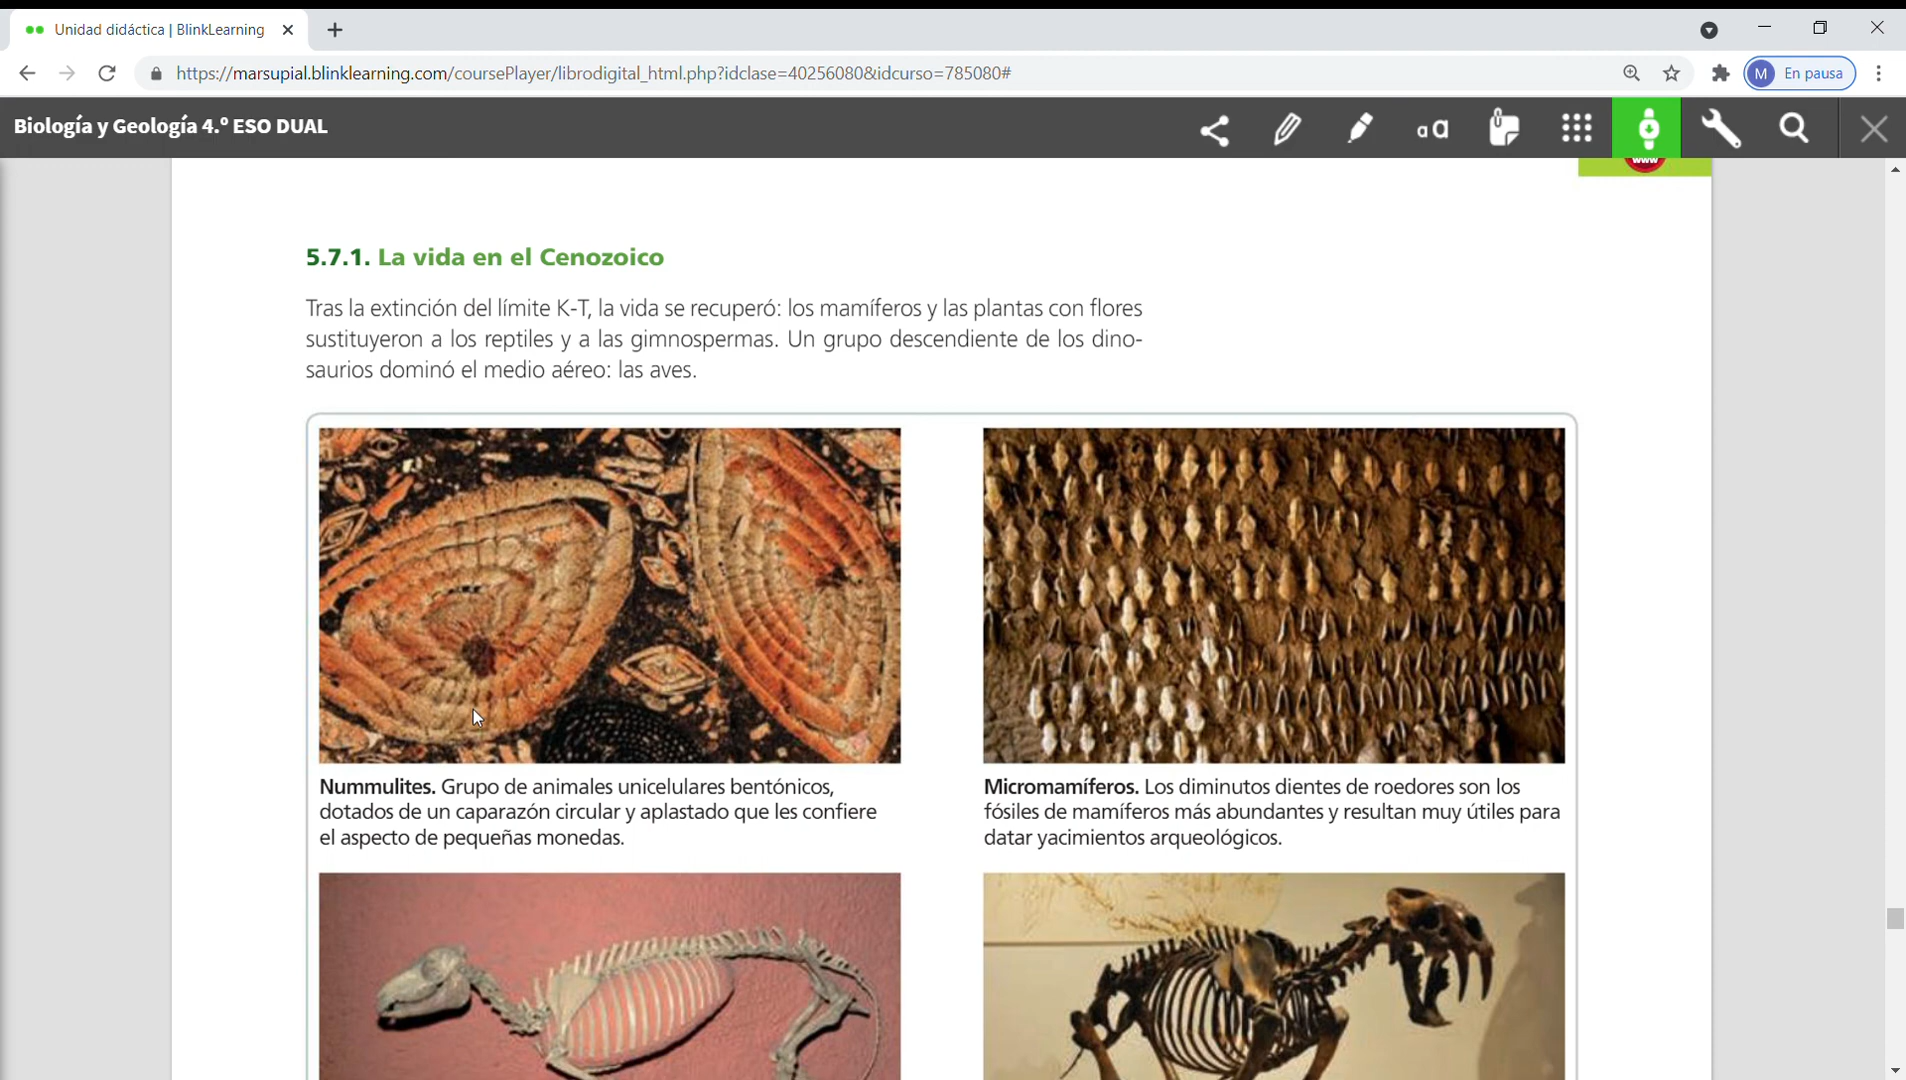 Unidad didáctica | BlinkLearning
https://marsupial.blinklearning.com/coursePlayer/librodigital_html.php?idclase=40256080&idcurso=785080#
M En pausa
Biología y Geología 4.º ESO DUAL
a a
www
5.7.1. La vida en el Cenozoico
Tras la extinción del límite K-T, la vida se recuperó: los mamíferos y las plantas con flores
sustituyeron a los reptiles y a las gimnospermas. Un grupo descendiente de los dino-
saurios dominó el medio aéreo: las aves.
Nummulites. Grupo de animales unicelulares bentónicos,
dotados de un caparazón circular y aplastado que les confiere
el aspecto de pequeñas monedas.
Micromamíferos. Los diminutos dientes de roedores son los
fósiles de mamíferos más abundantes y resultan muy útiles para
datar yacimientos arqueológicos.